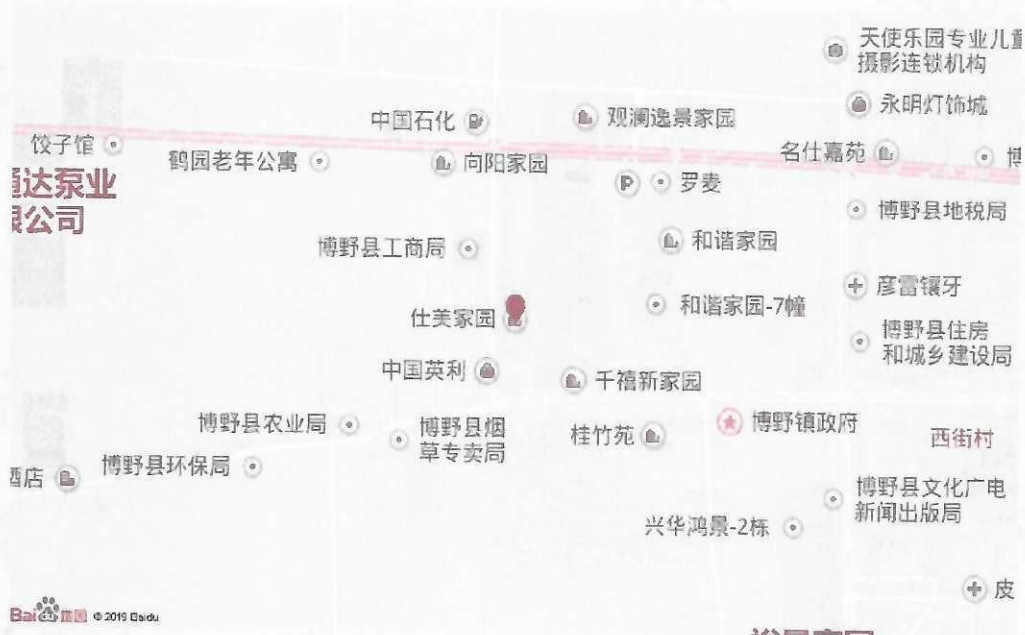 天使乐园专业儿童
摄影连锁机构
永明灯饰城
中国石化
观澜逸景家园
饺子馆
鹤园老年公寓
向阳家园
名仕嘉苑
博
P
罗麦
通达泵业
限公司
博野县地税局
博野县工商局
和谐家园
彦雷镶牙
仕美家园
和谐家园-7幢
博野县住房
和城乡建设局
中国英利
千禧新家园
博野县农业局
博野县烟
草专卖局
桂竹苑
博野镇政府
西街村
酒店
博野县环保局
博野县文化广电
新闻出版局
兴华鸿景-2栋
皮
Bai du 地图 © 2019 Baidu